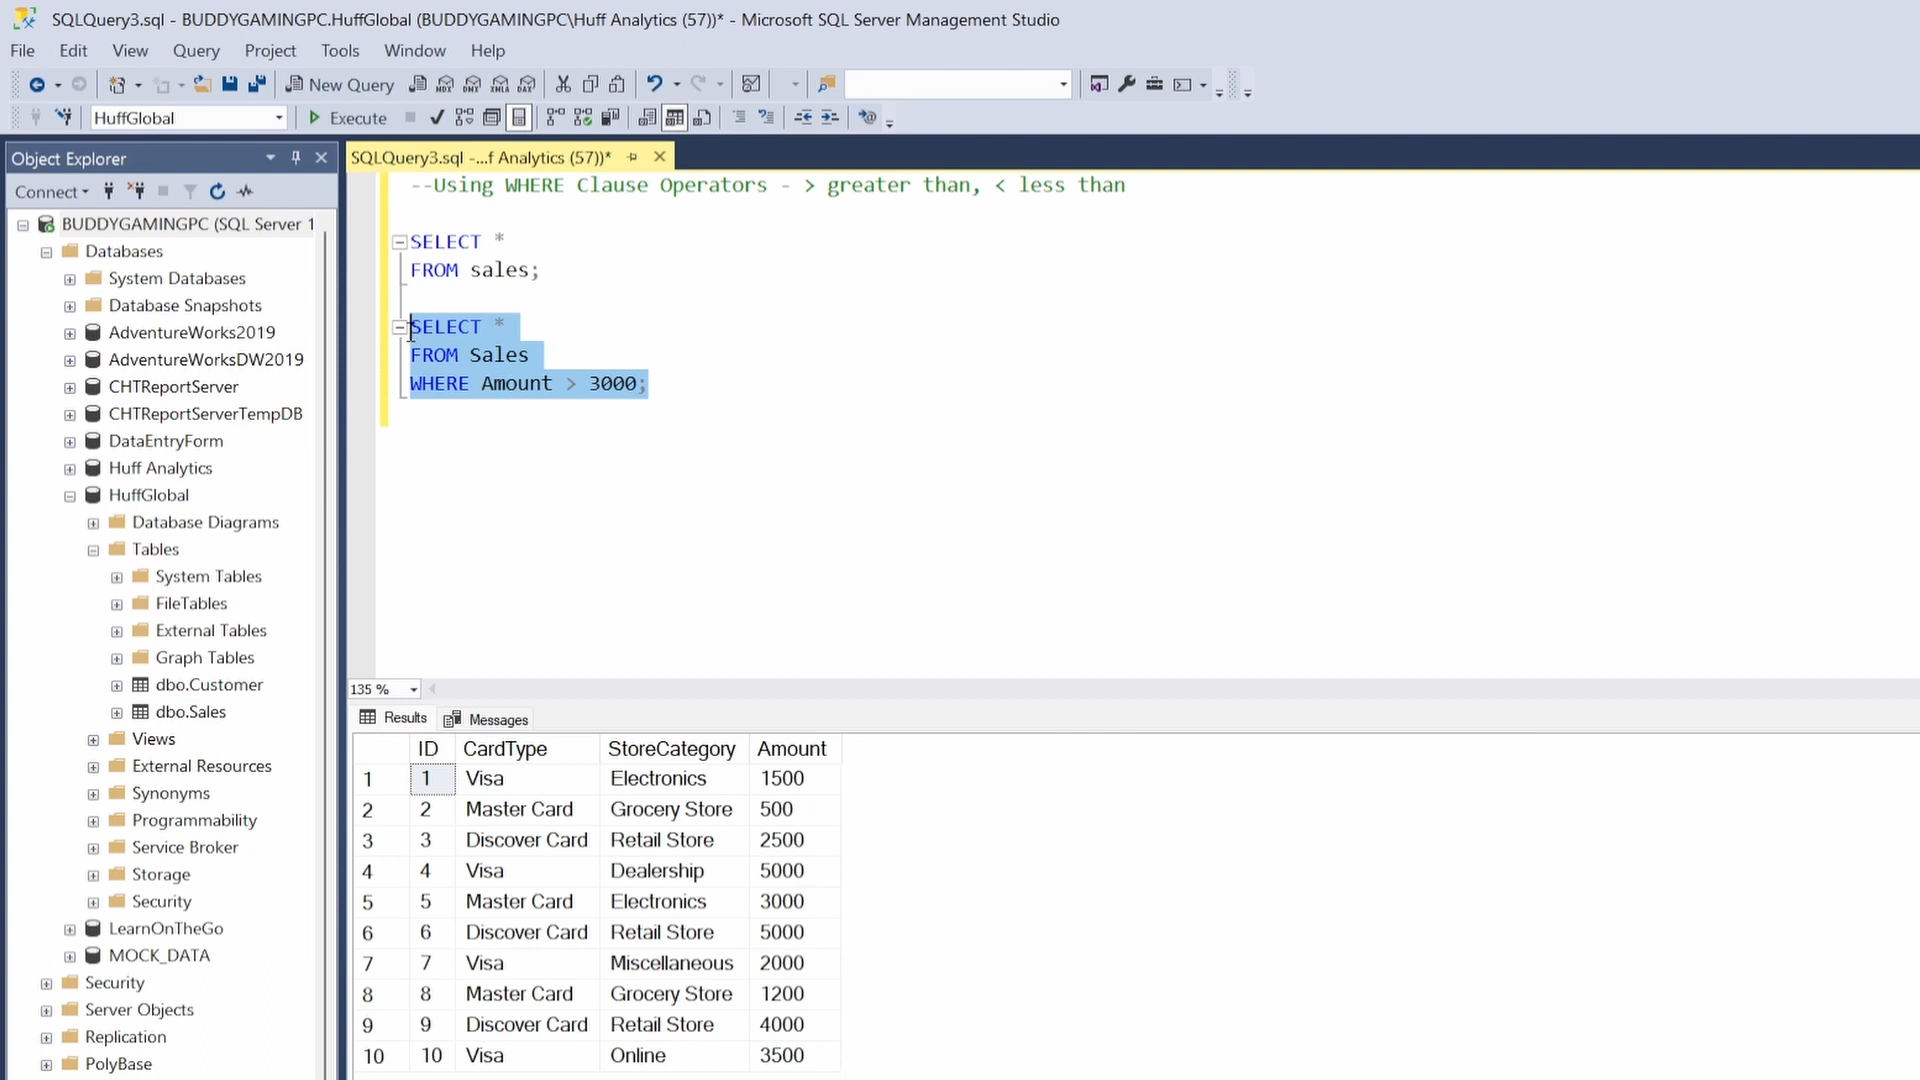 SQLQuery3.sql - BUDDYGAMINGPC.HuffGlobal (BUDDYGAMINGPC\Huff Analytics (57))* - Microsoft SQL Server Management Studio
File Edit View Query Project Tools Window Help
New Query MDX DMX XMLA DAX
HuffGlobal Execute
Object Explorer
Connect
BUDDYGAMINGPC (SQL Server 1
Databases
System Databases
Database Snapshots
AdventureWorks2019
AdventureWorksDW2019
CHTReportServer
CHTReportServerTempDB
DataEntryForm
Huff Analytics
HuffGlobal
Database Diagrams
Tables
System Tables
FileTables
External Tables
Graph Tables
dbo.Customer
dbo.Sales
Views
External Resources
Synonyms
Programmability
Service Broker
Storage
Security
LearnOnTheGo
MOCK_DATA
Security
Server Objects
Replication
PolyBase
SQLQuery3.sql -...f Analytics (57))*
--Using WHERE Clause Operators - > greater than, < less than
SELECT *
FROM sales;
SELECT *
FROM Sales
WHERE Amount > 3000;
135 %
Results Messages
ID CardType StoreCategory Amount
1 1 Visa Electronics 1500
2 2 Master Card Grocery Store 500
3 3 Discover Card Retail Store 2500
4 4 Visa Dealership 5000
5 5 Master Card Electronics 3000
6 6 Discover Card Retail Store 5000
7 7 Visa Miscellaneous 2000
8 8 Master Card Grocery Store 1200
9 9 Discover Card Retail Store 4000
10 10 Visa Online 3500